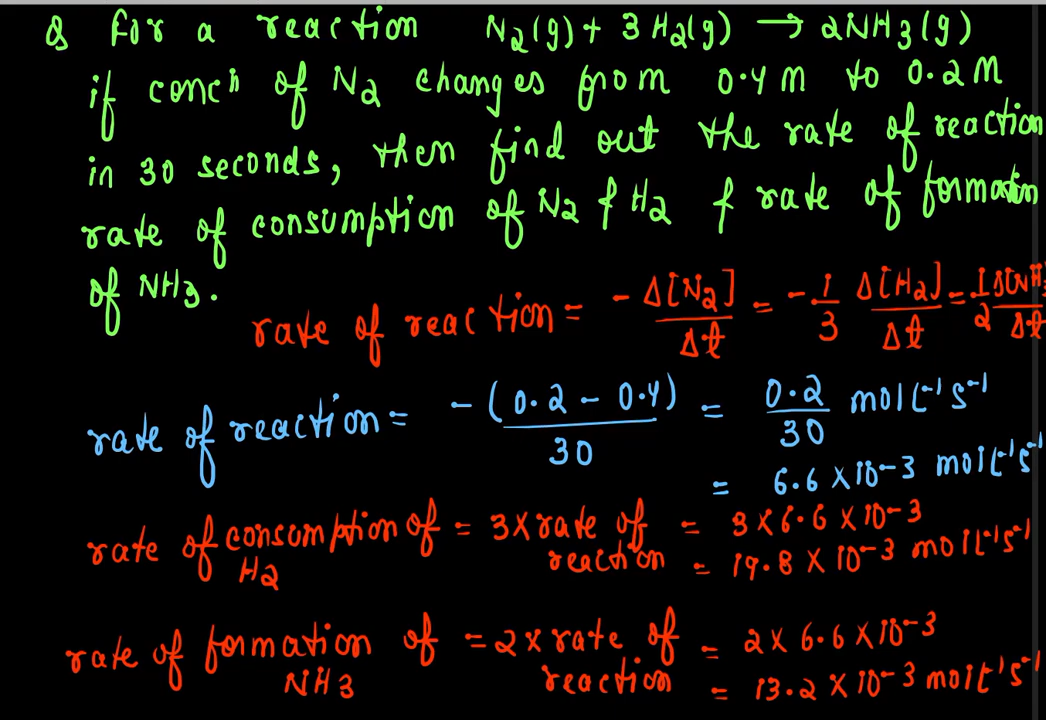 Q for a reaction N2(g) + 3 H2(g) → 2NH3(g)
if concn of N2 changes from 0.4 M to 0.2 M
in 30 seconds, then find out the rate of reaction
rate of consumption of N2 & H2 & rate of formation
of NH3.
rate of reaction = - Δ[N2]/Δt = - 1/3 Δ[H2]/Δt = 1/2 Δ[NH3]/Δt
rate of reaction = -(0.2 - 0.4)/30 = 0.2/30 mol L-1 s-1
= 6.6 X 10-3 mol L-1 s-1
rate of consumption of H2 = 3 X rate of reaction = 3 X 6.6 X 10-3
= 19.8 X 10-3 mol L-1 s-1
rate of formation of NH3 = 2 x rate of reaction = 2 X 6.6 X 10-3
= 13.2 X 10-3 mol L-1 s-1